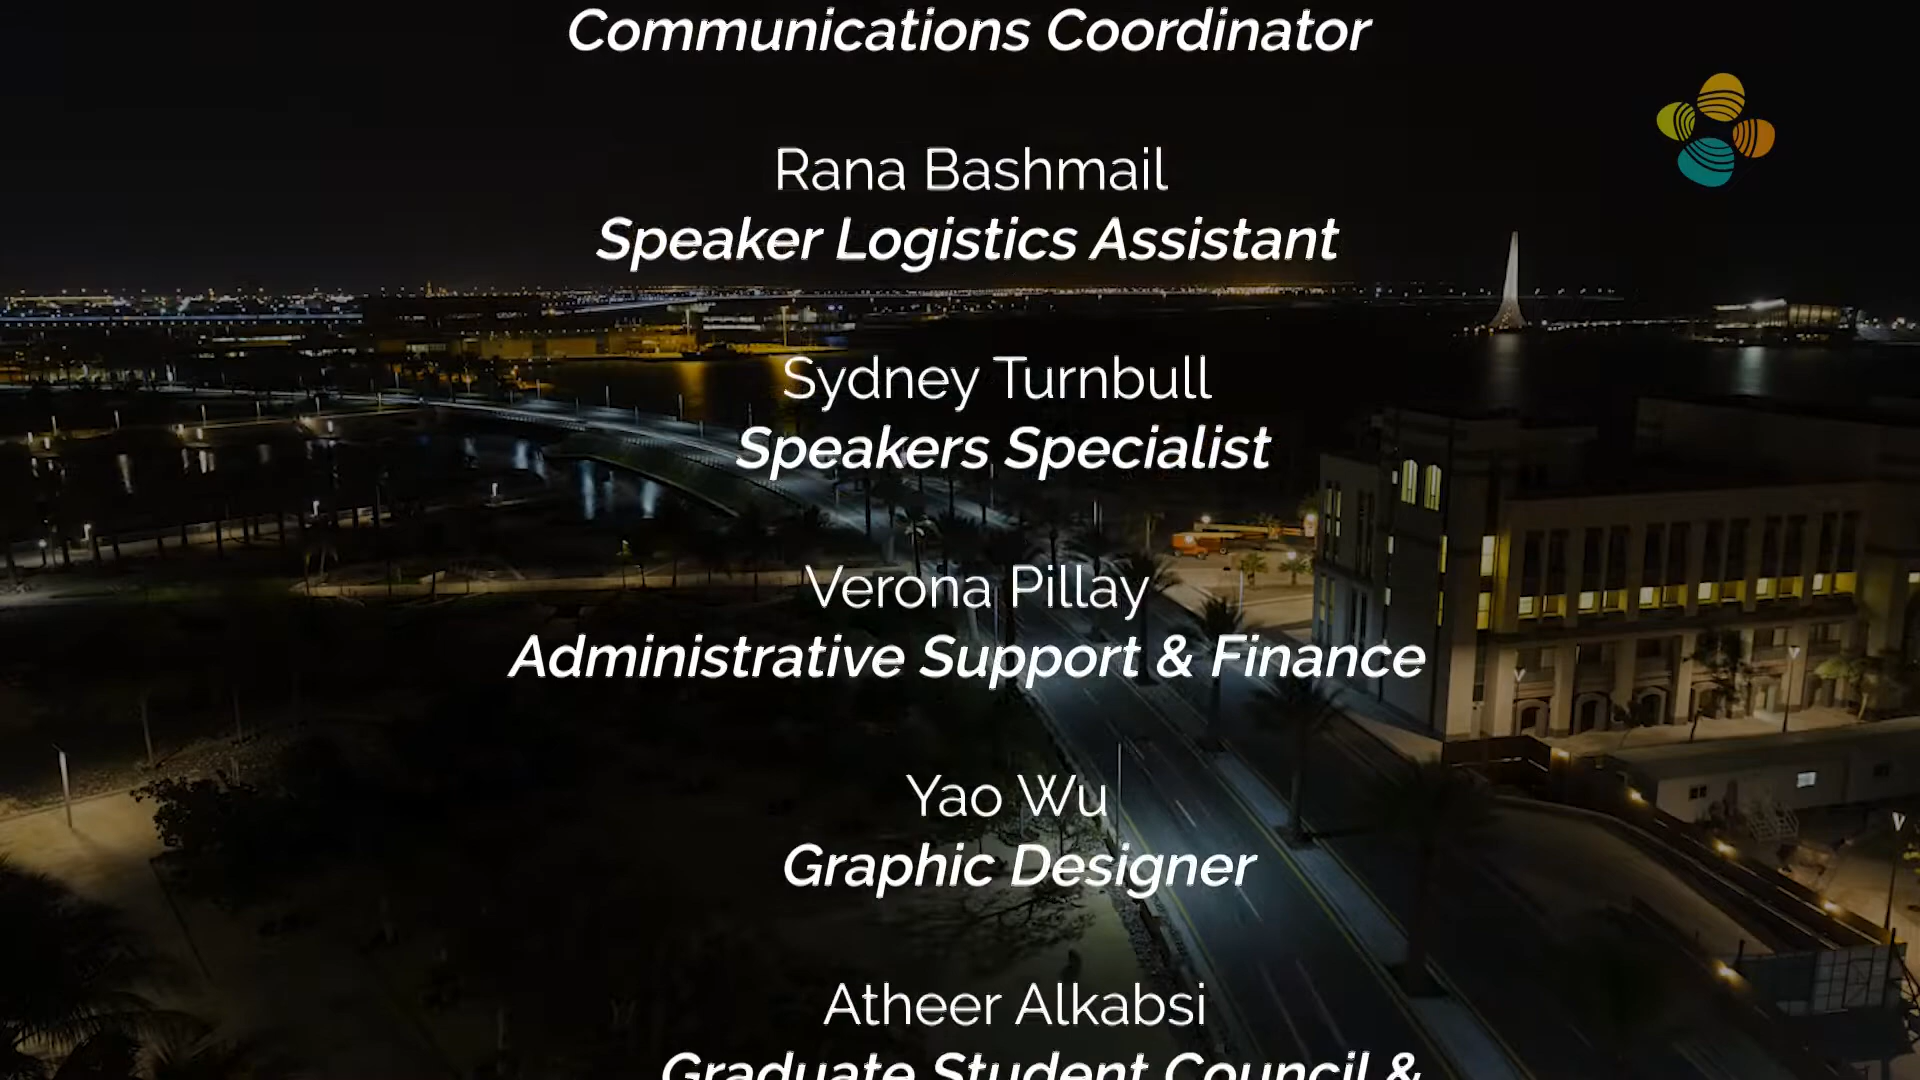 Communications Coordinator
Rana Bashmail
Speaker Logistics Assistant
Sydney Turnbull
Speakers Specialist
Verona Pillay
Administrative Support & Finance
Yao Wu
Graphic Designer
Atheer Alkabsi
Graduate Student Council &